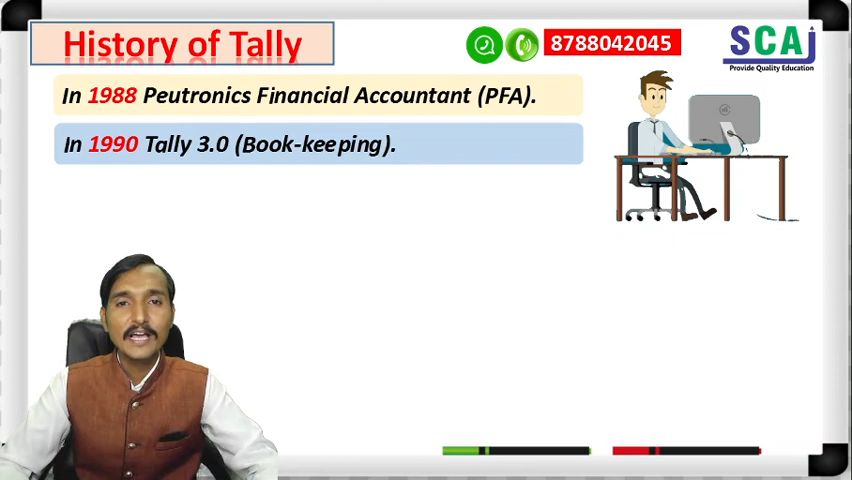 History of Tally
8788042045
SCAI
Provide Quality Education
In 1988 Peutronics Financial Accountant (PFA).
In 1990 Tally 3.0 (Book-keeping).